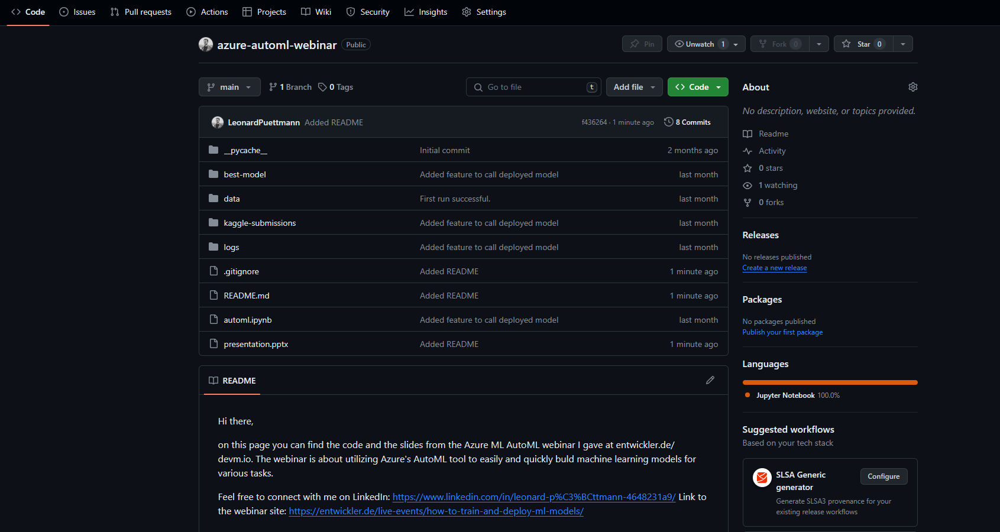 Code Issues Pull requests Actions Projects Wiki Security Insights Settings
azure-automl-webinar Public Pin Unwatch 1 Fork 0 Star 0
main 1 Branch 0 Tags Go to file t Add file Code
LeonardPuettmann Added README f436264 · 1 minute ago 8 Commits
__pycache__ Initial commit 2 months ago
best-model Added feature to call deployed model last month
data First run successful. last month
kaggle-submissions Added feature to call deployed model last month
logs Added feature to call deployed model last month
.gitignore Added README 1 minute ago
README.md Added README 1 minute ago
automl.ipynb Added feature to call deployed model last month
presentation.pptx Added README 1 minute ago
README
Hi there,
on this page you can find the code and the slides from the Azure ML AutoML webinar I gave at entwickler.de/
devm.io. The webinar is about utilizing Azure's AutoML tool to easily and quickly buld machine learning models for
various tasks.
Feel free to connect with me on LinkedIn: https://www.linkedin.com/in/leonard-p%C3%BCttmann-4648231a9/ Link to
the webinar site: https://entwickler.de/live-events/how-to-train-and-deploy-ml-models/
About
No description, website, or topics provided.
Readme
Activity
0 stars
1 watching
0 forks
Releases
No releases published
Create a new release
Packages
No packages published
Publish your first package
Languages
Jupyter Notebook 100.0%
Suggested workflows
Based on your tech stack
SLSA Generic
generator
Configure
Generate SLSA3 provenance for your
existing release workflows